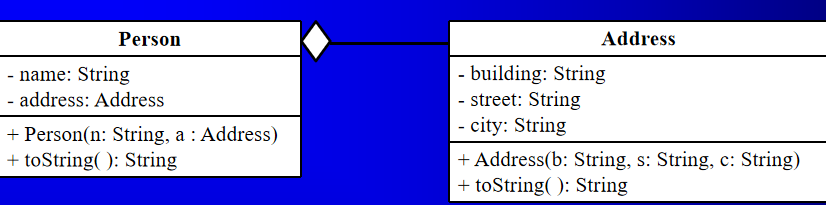 Person
- name: String
- address: Address
+ Person(n: String, a : Address)
+ toString( ): String
Address
- building: String
- street: String
- city: String
+ Address(b: String, s: String, c: String)
+ toString( ): String